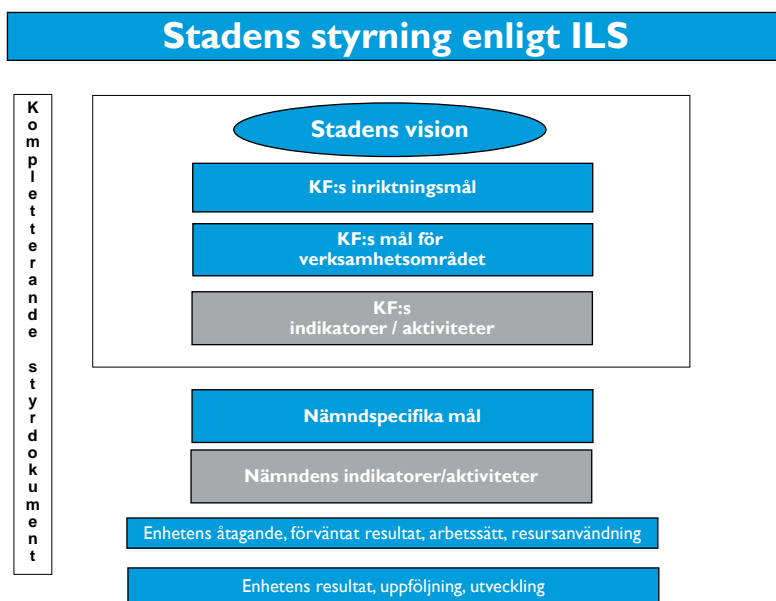 Stadens styrning enligt ILS
Kompletterande styrdokument
Stadens vision
KF:s inriktningsmål
KF:s mål för
verksamhetsområdet
KF:s
indikatorer / aktiviteter
Nämndspecifika mål
Nämndens indikatorer/aktiviteter
Enhetens åtagande, förväntat resultat, arbetssätt, resursanvändning
Enhetens resultat, uppföljning, utveckling